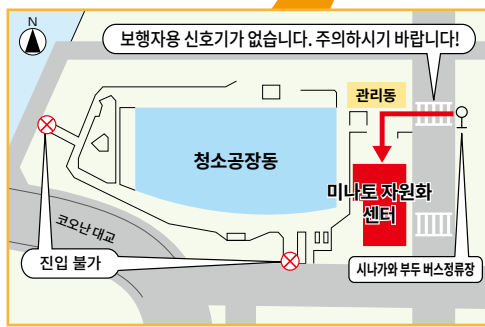 N
보행자용 신호기가 없습니다. 주의하시기 바랍니다!
관리동
청소공장동
미나토 자원화
센터
코오난 대교
진입 불가
시나가와 부두 버스정류장